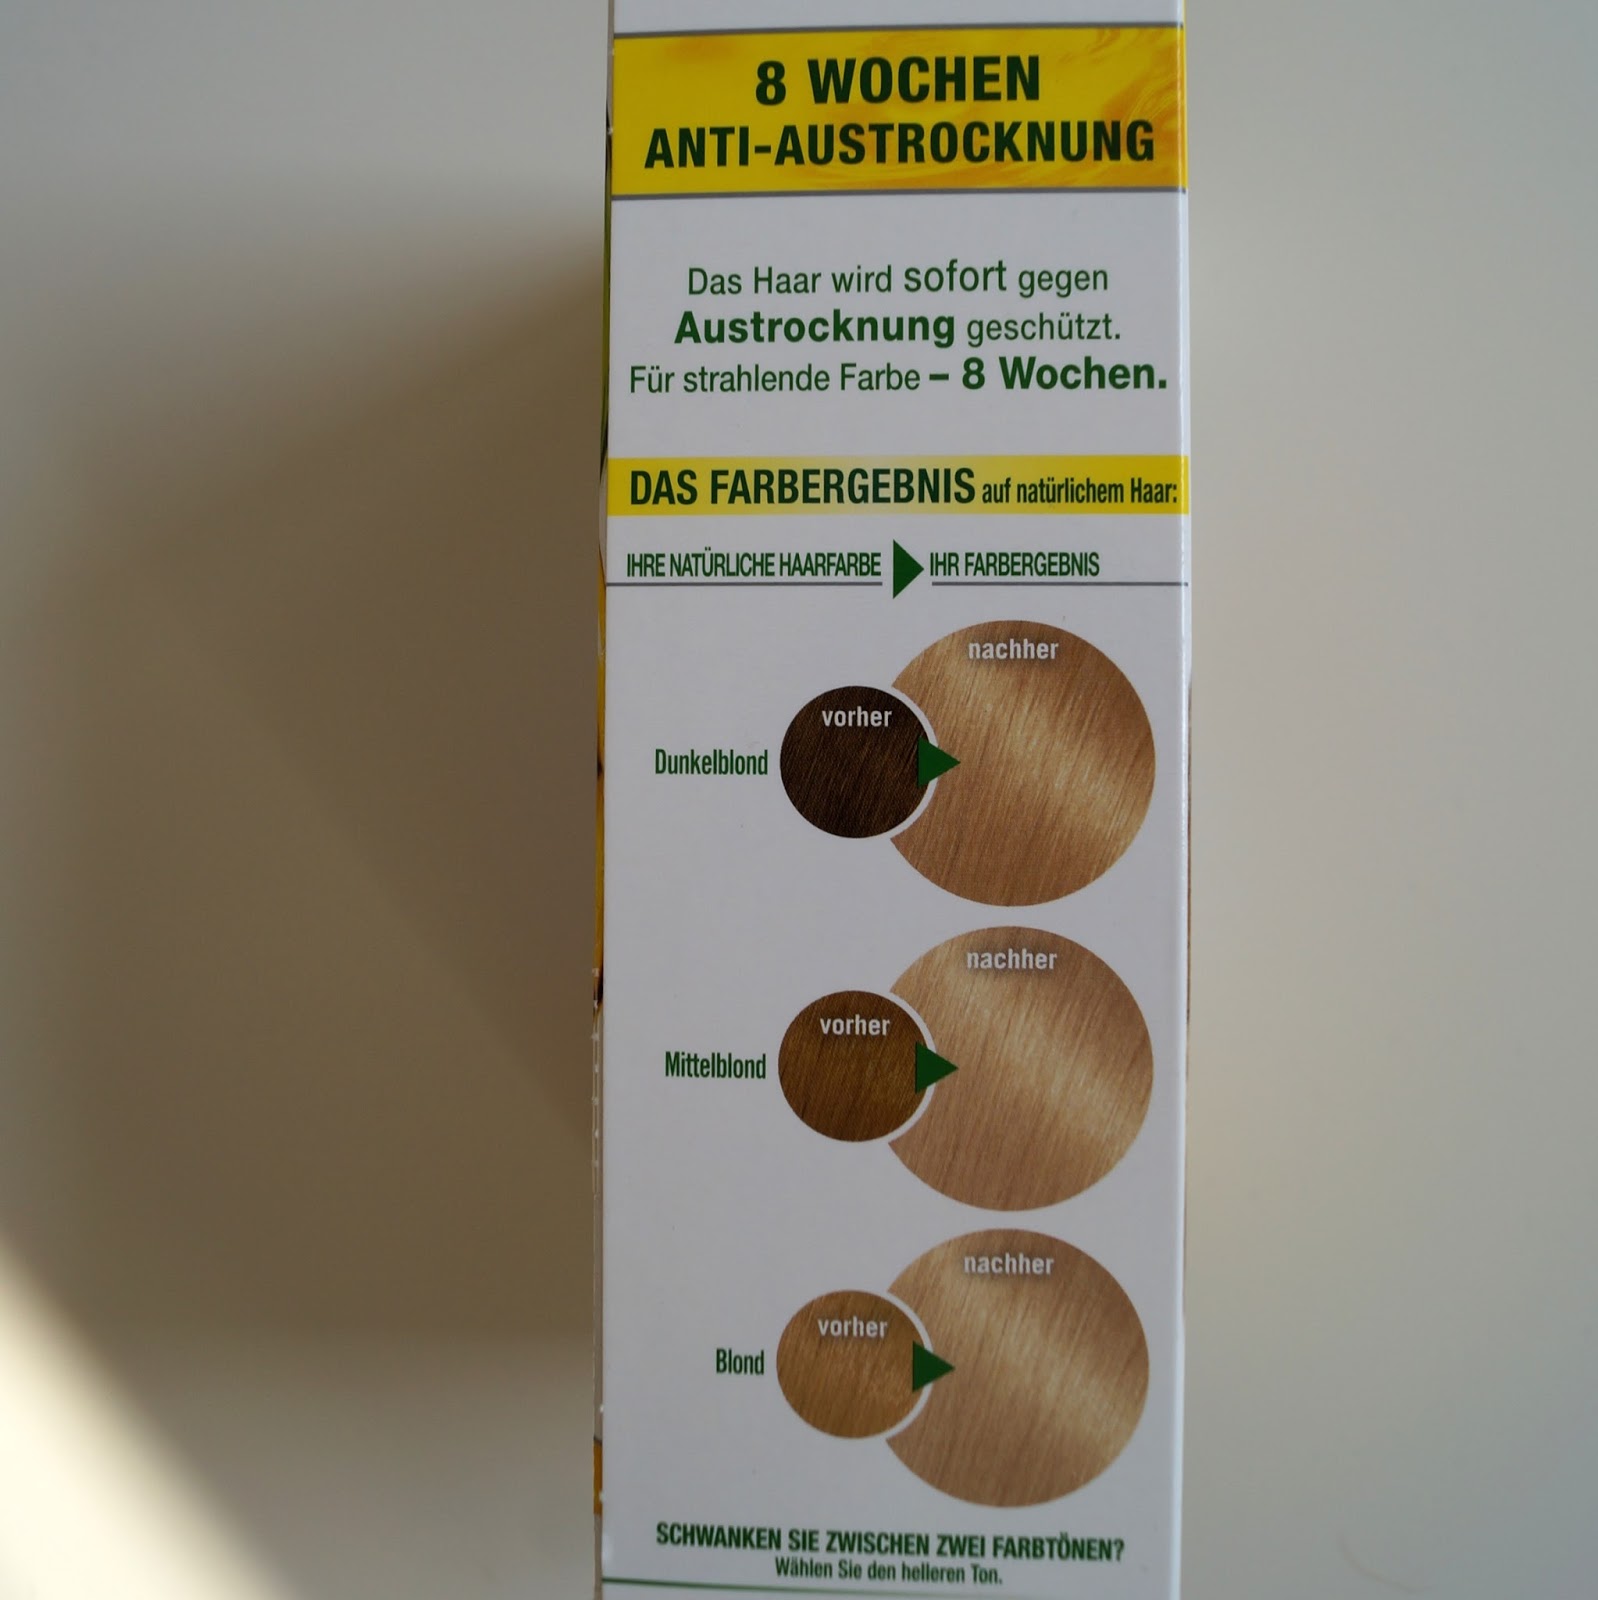 8 WOCHEN
ANTI-AUSTROCKNUNG
Das Haar wird sofort gegen
Austrocknung geschützt.
Für strahlende Farbe – 8 Wochen.
DAS FARBERGEBNIS auf natürlichem Haar:
IHRE NATÜRLICHE HAARFARBE IHR FARBERGEBNIS
nachher
vorher
Dunkelblond
nachher
vorher
Mittelblond
nachher
vorher
Blond
SCHWANKEN SIE ZWISCHEN ZWEI FARBTÖNEN?
Wählen Sie den helleren Ton.